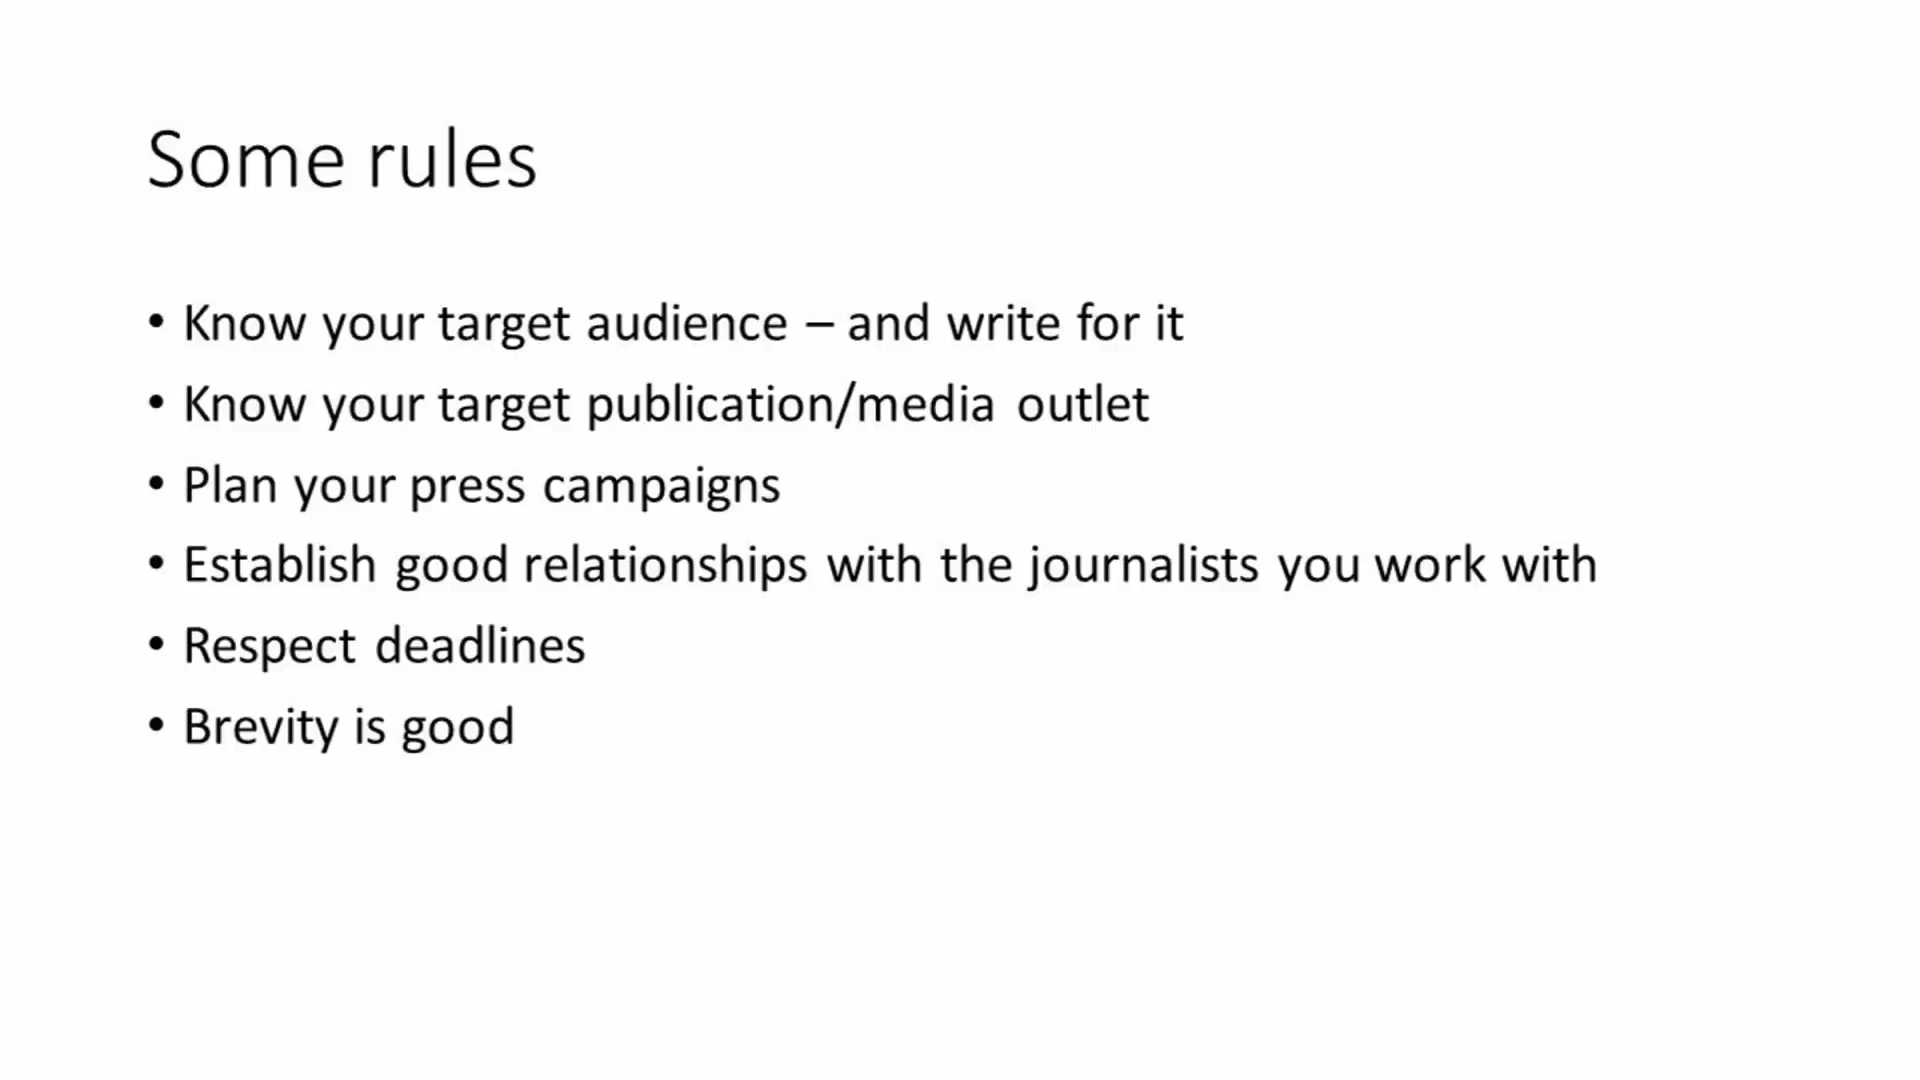 Some rules
• Know your target audience – and write for it
• Know your target publication/media outlet
• Plan your press campaigns
• Establish good relationships with the journalists you work with
• Respect deadlines
• Brevity is good